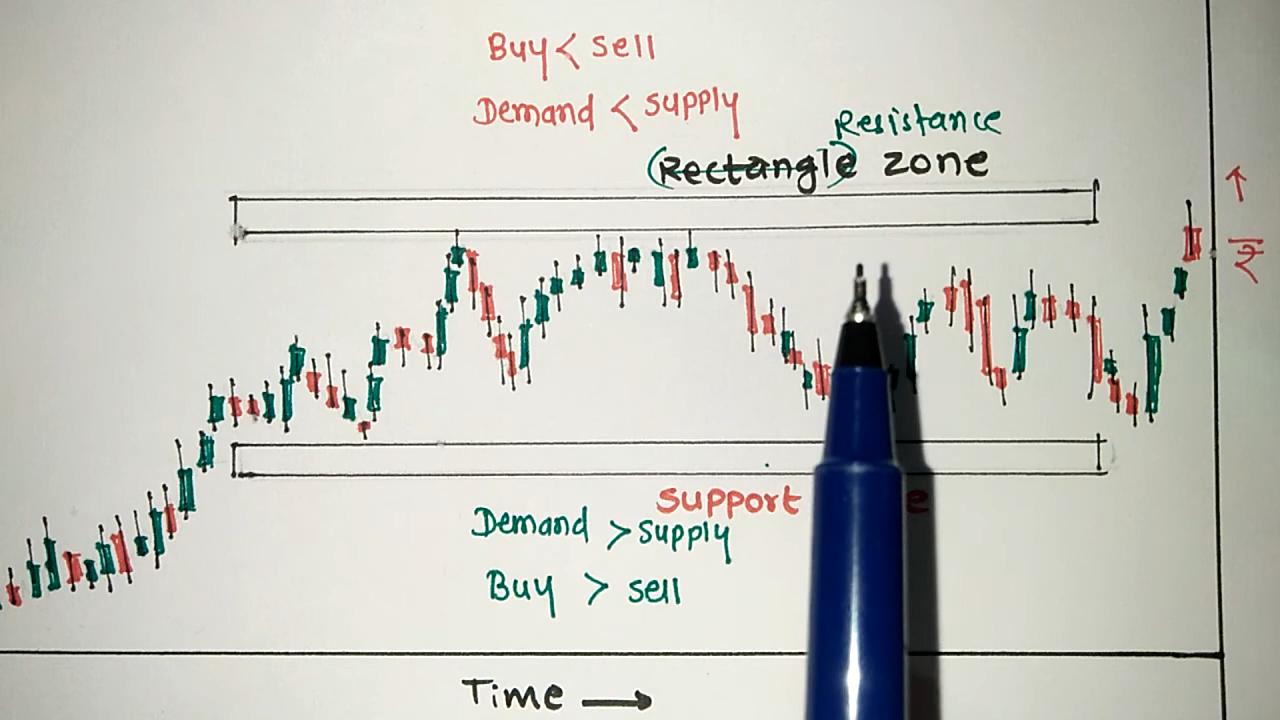 Buy < sell
Demand < supply
Resistance
(Rectangle) zone
₹
support
Demand > supply
Buy > sell
Time →